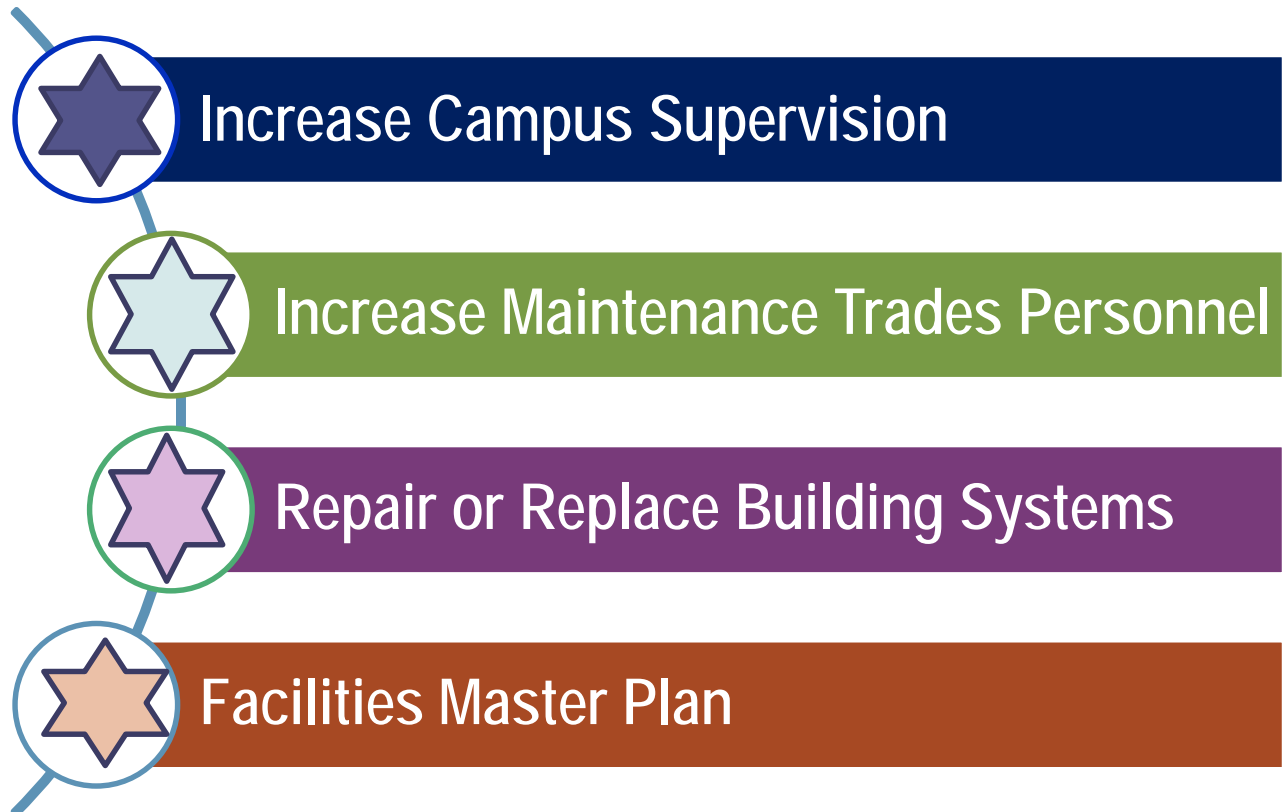 Increase Campus Supervision
Increase Maintenance Trades Personnel
Repair or Replace Building Systems
Facilities Master Plan